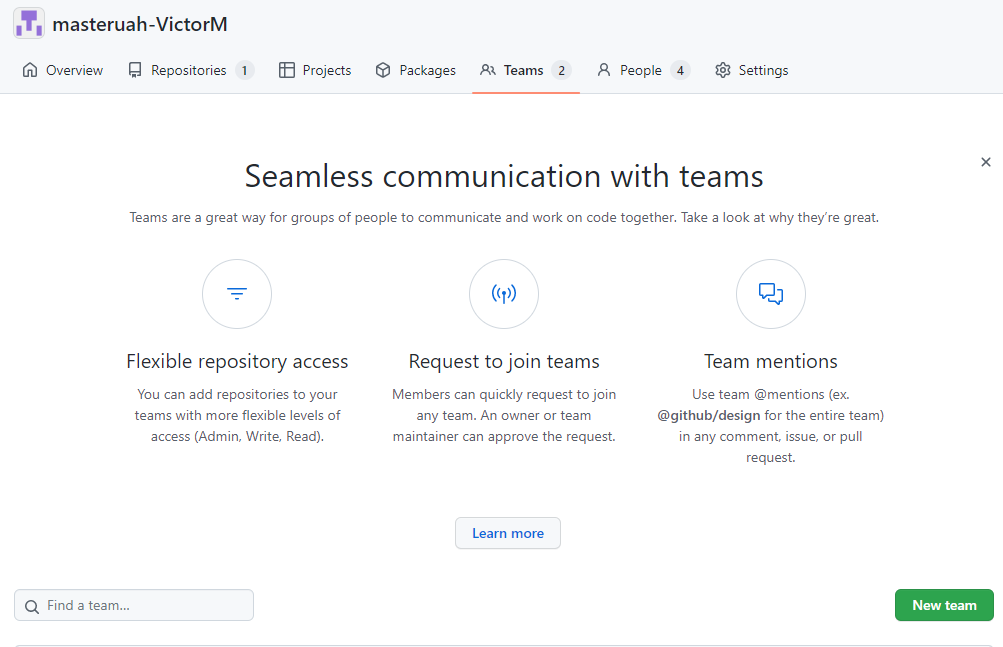 masteruah-VictorM
Overview Repositories 1 Projects Packages Teams 2 People 4 Settings
Seamless communication with teams
Teams are a great way for groups of people to communicate and work on code together. Take a look at why they’re great.
Flexible repository access
You can add repositories to your
teams with more flexible levels of
access (Admin, Write, Read).
Request to join teams
Members can quickly request to join
any team. An owner or team
maintainer can approve the request.
Team mentions
Use team @mentions (ex.
@github/design for the entire team)
in any comment, issue, or pull
request.
Learn more
Find a team...
New team